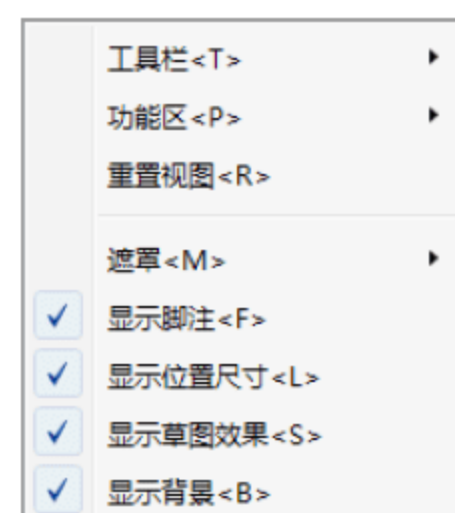 工具栏<T>
功能区<P>
重置视图<R>
遮罩<M>
显示脚注<F>
显示位置尺寸<L>
显示草图效果<S>
显示背景<B>